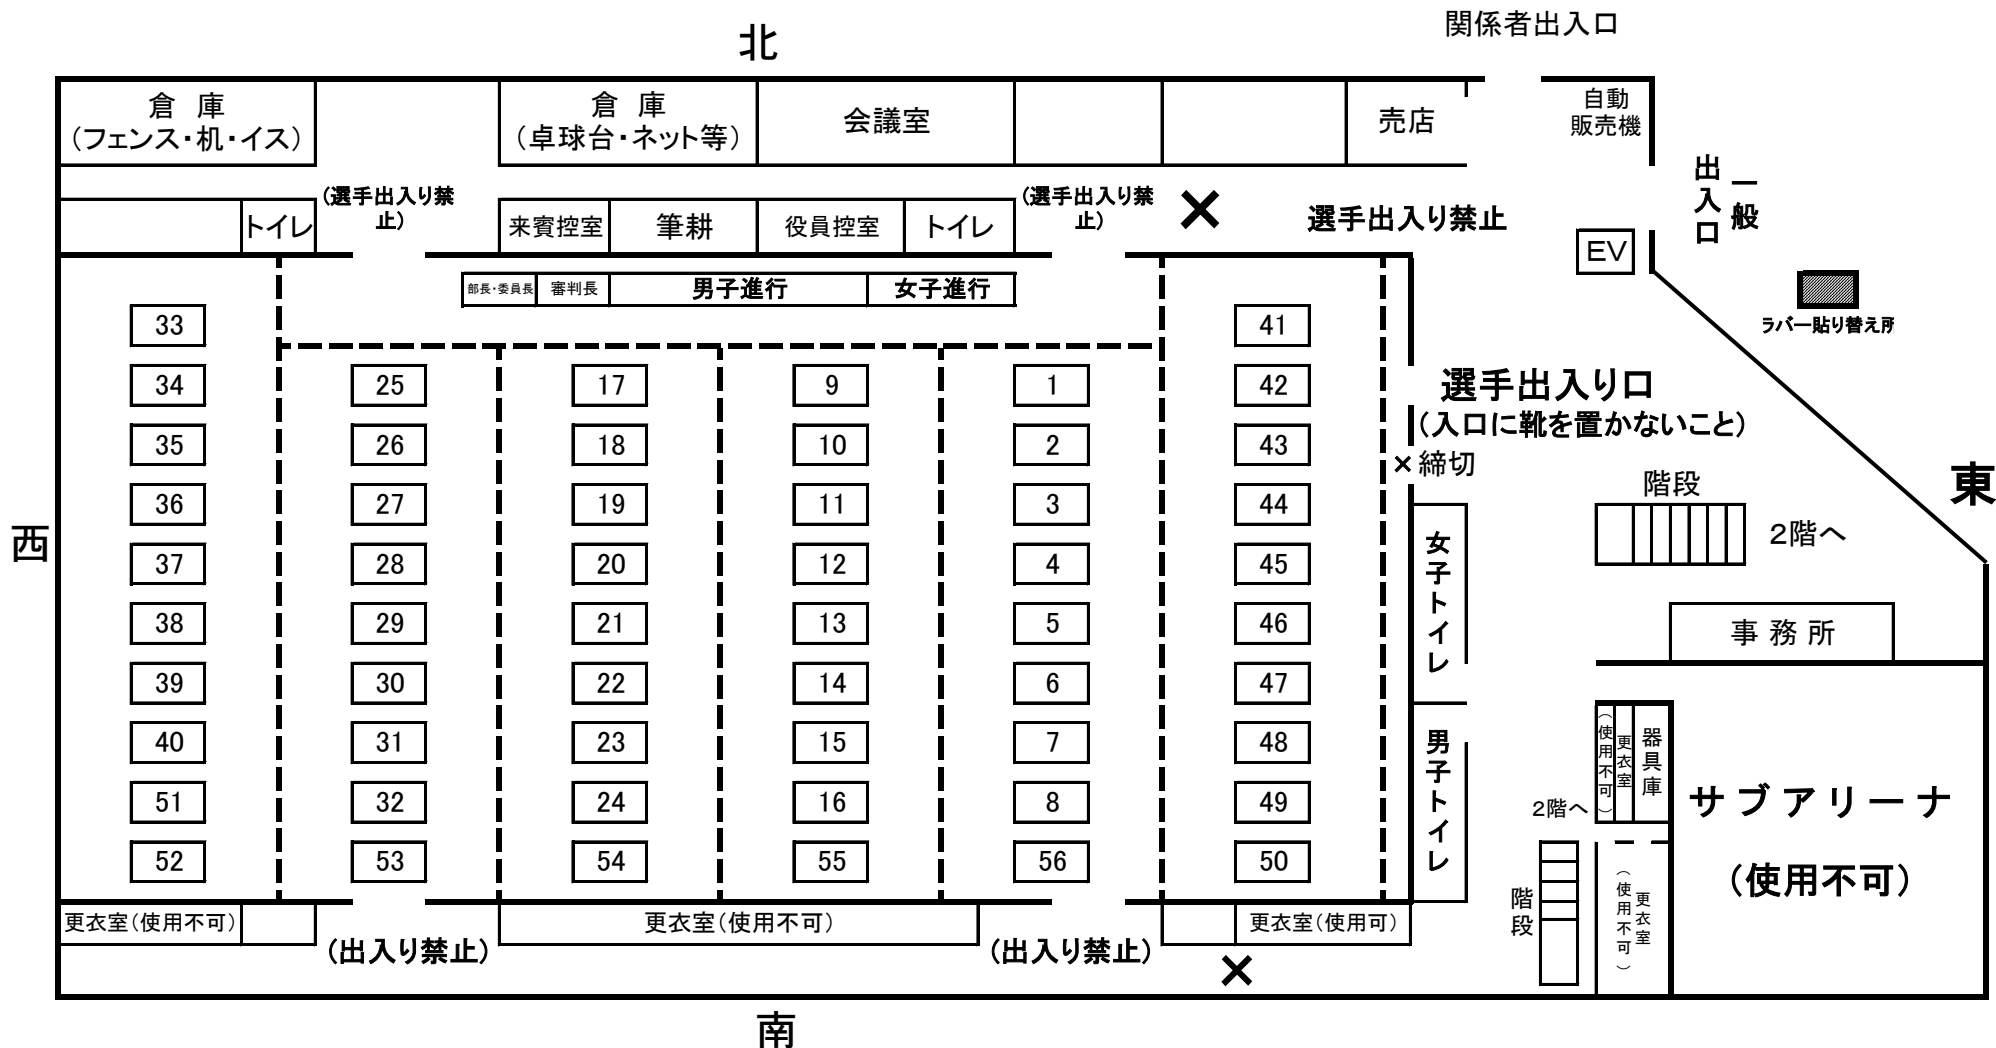 関係者出入口
北
倉 庫
(フェンス・机・イス)
倉 庫
(卓球台・ネット等)
会議室
売店
自動
販売機
一般
出入口
(選手出入り禁
止)
(選手出入り禁
止)
×
選手出入り禁止
トイレ
来賓控室
筆耕
役員控室
トイレ
EV
部長・委員長
審判長
男子進行
女子進行
ラバー貼り替え所
33
41
34
25
17
9
1
42
選手出入り口
(入口に靴を置かないこと)
35
26
18
10
2
43
×締切
東
36
27
19
11
3
44
階段
2階へ
西
37
28
20
12
4
45
女子トイレ
38
29
21
13
5
46
事 務 所
39
30
22
14
6
47
40
31
23
15
7
48
男子トイレ
(使用不可)
更衣室
器具庫
51
32
24
16
8
49
2階へ
サブアリーナ
(使用不可)
52
53
54
55
56
50
階段
(使用不可)
更衣室
更衣室(使用不可)
更衣室(使用不可)
更衣室(使用可)
(出入り禁止)
(出入り禁止)
×
南